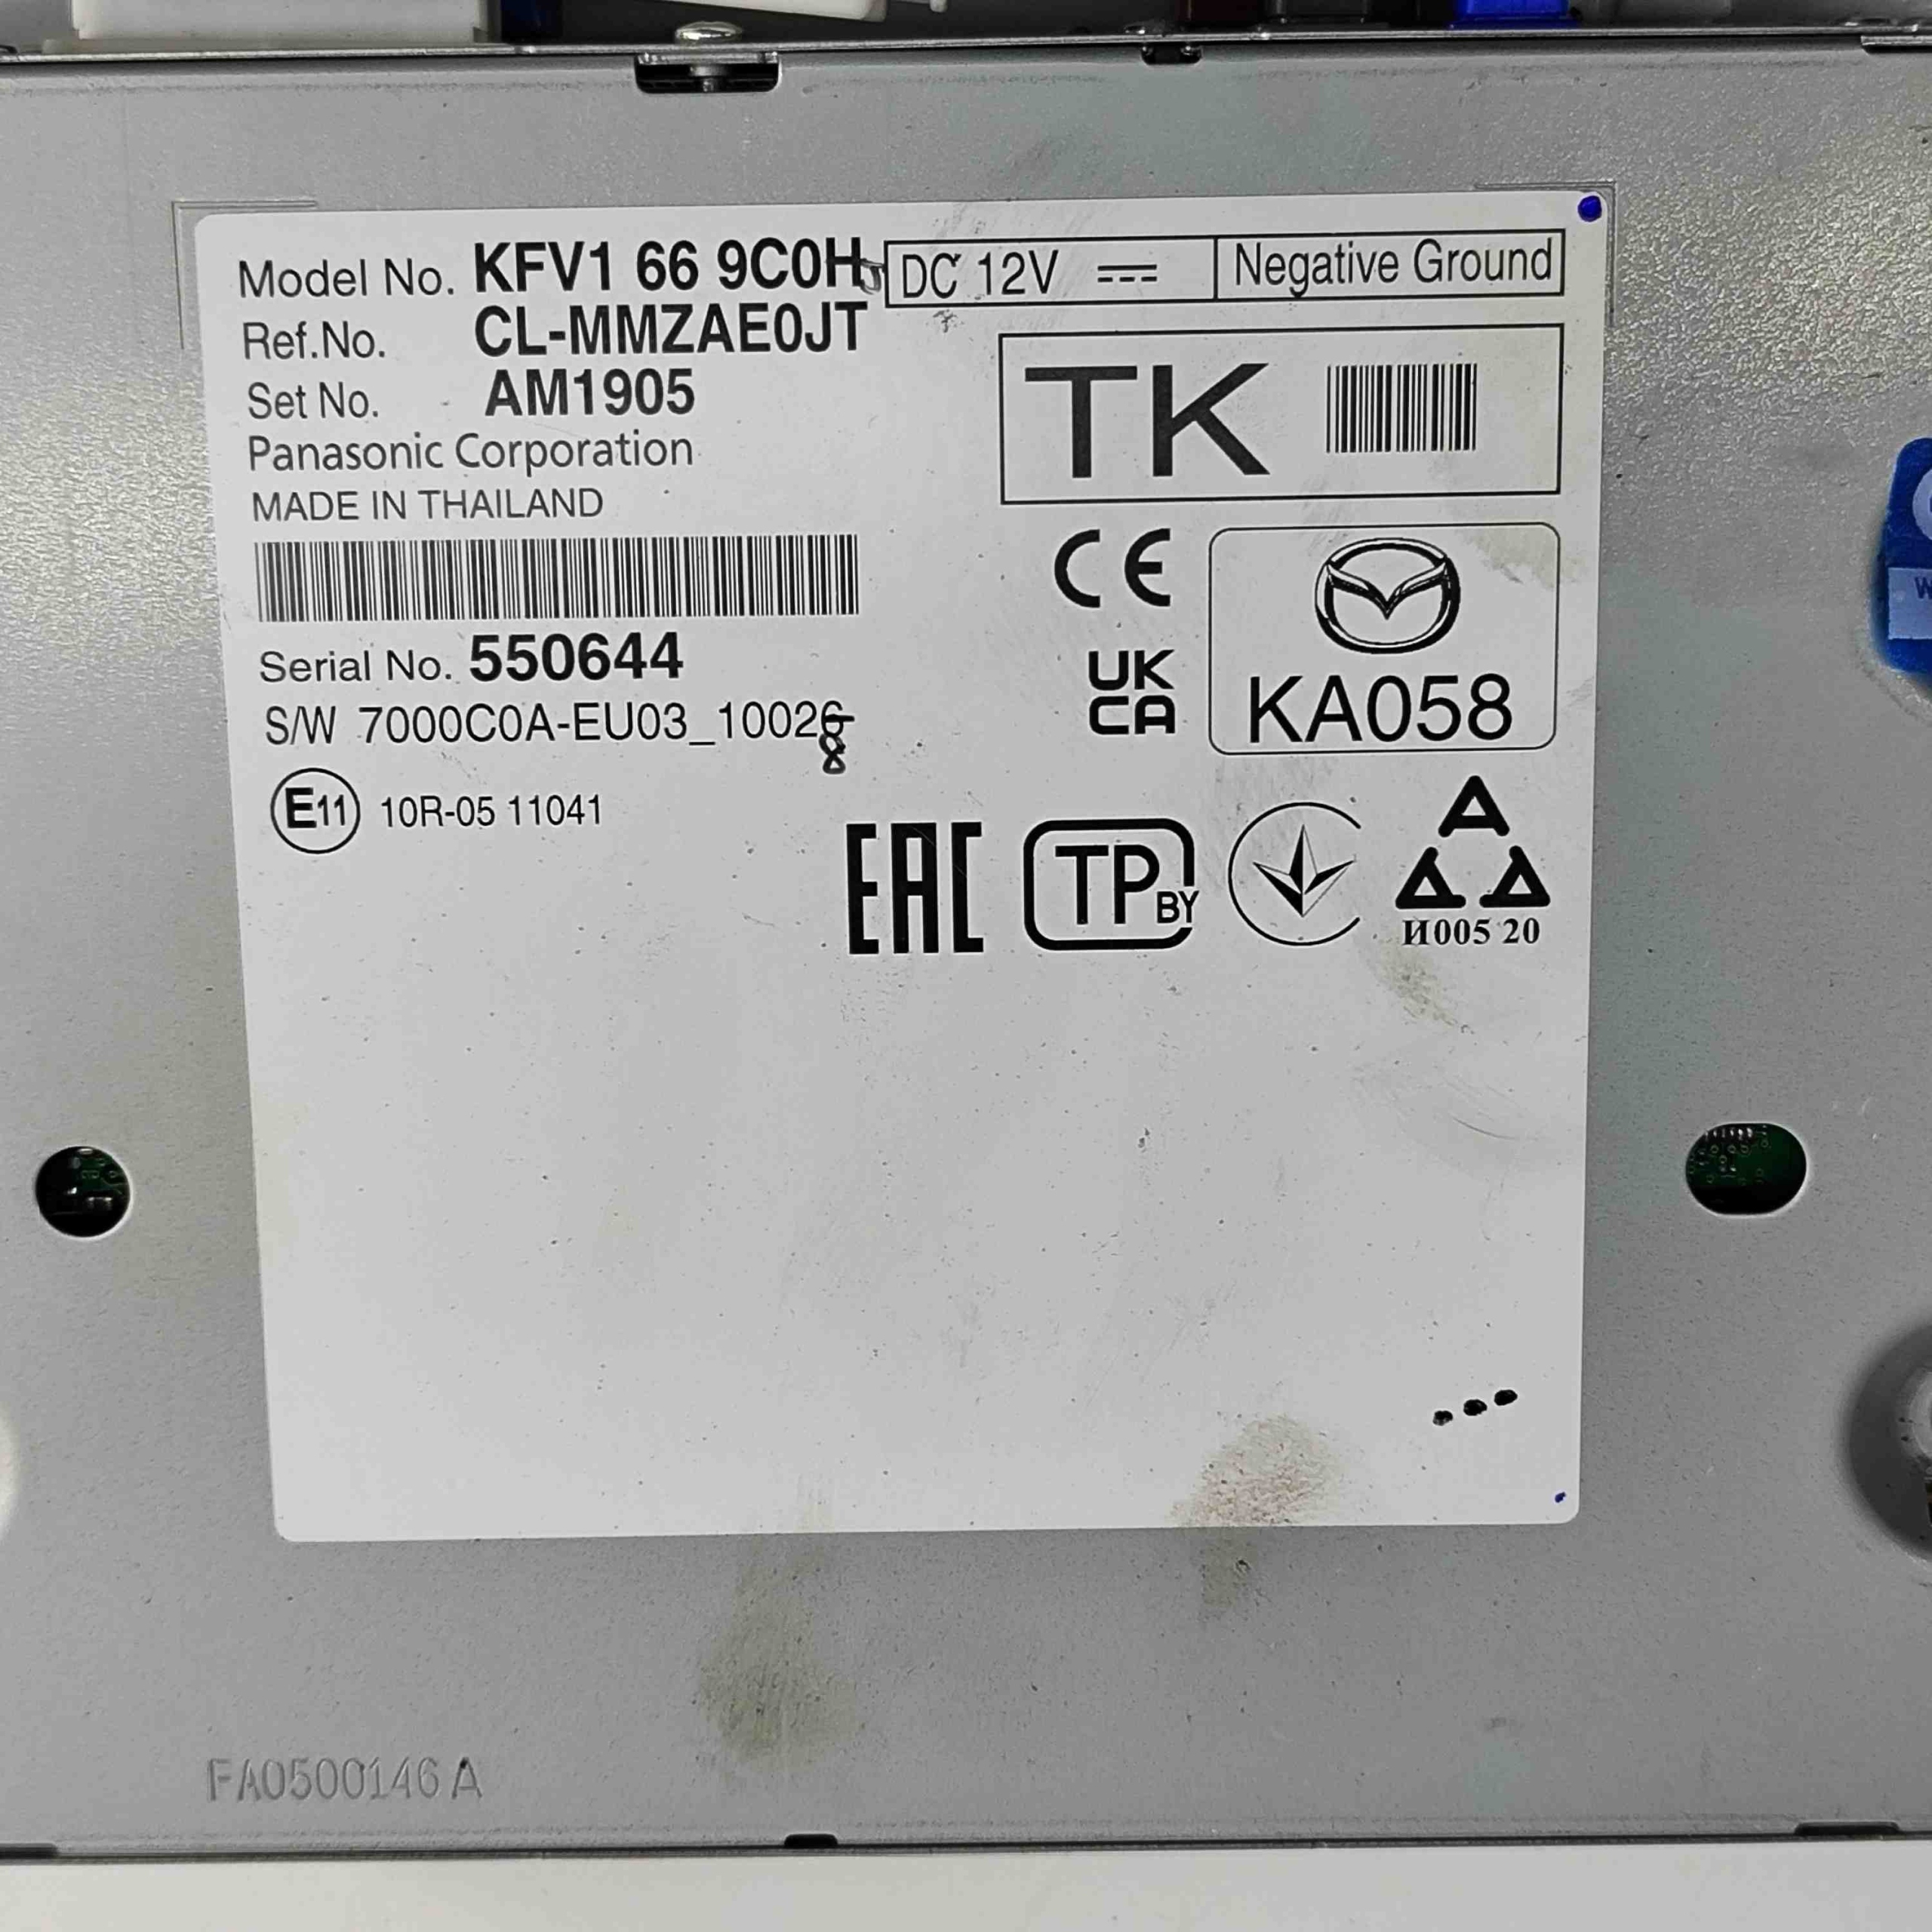 Model No. KFV1 66 9C0H J
DC 12V
Negative Ground
Ref.No. CL-MMZAE0JT
Set No. AM1905
Panasonic Corporation
MADE IN THAILAND
TK
CE
UK
CA
KA058
Serial No. 550644
S/W 7000C0A-EU03_10026
8
E11 10R-05 11041
EAC
TP BY
И005 20
FA0500146 A